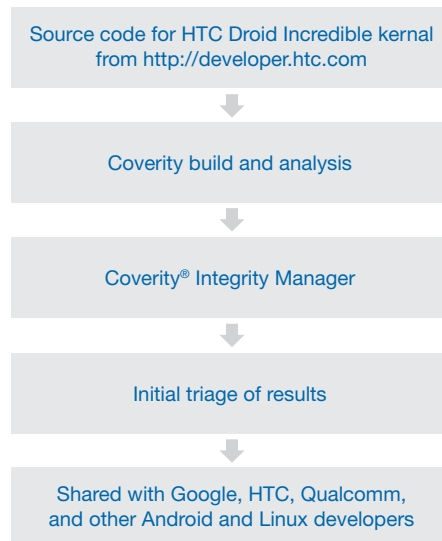 Source code for HTC Droid Incredible kernal
from http://developer.htc.com
Coverity build and analysis
Coverity® Integrity Manager
Initial triage of results
Shared with Google, HTC, Qualcomm,
and other Android and Linux developers